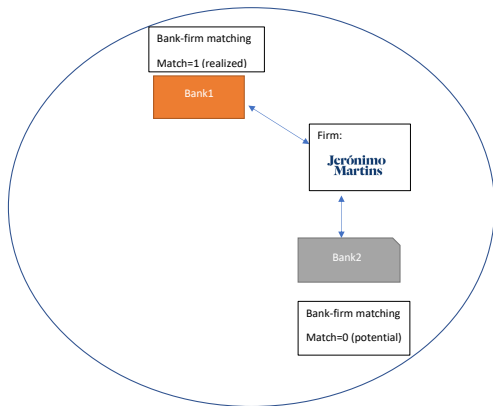 Bank-firm matching
Match=1 (realized)
Bank1
Firm:
Jerónimo
Martins
Bank2
Bank-firm matching
Match=0 (potential)